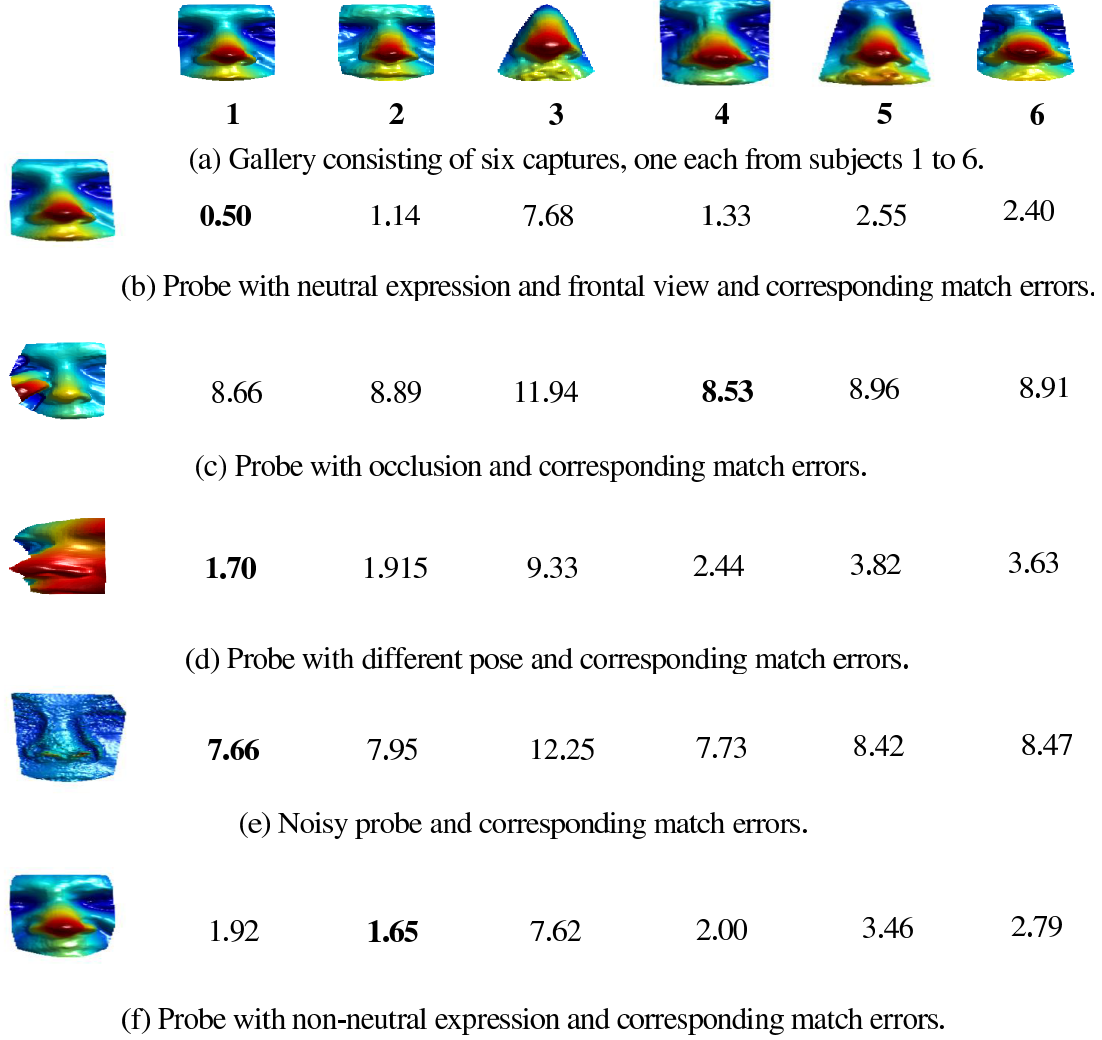 1 2 3 4 5 6
(a) Gallery consisting of six captures, one each from subjects 1 to 6.
0.50 1.14 7.68 1.33 2.55 2.40
(b) Probe with neutral expression and frontal view and corresponding match errors.
8.66 8.89 11.94 8.53 8.96 8.91
(c) Probe with occlusion and corresponding match errors.
1.70 1.915 9.33 2.44 3.82 3.63
(d) Probe with different pose and corresponding match errors.
7.66 7.95 12.25 7.73 8.42 8.47
(e) Noisy probe and corresponding match errors.
1.92 1.65 7.62 2.00 3.46 2.79
(f) Probe with non-neutral expression and corresponding match errors.